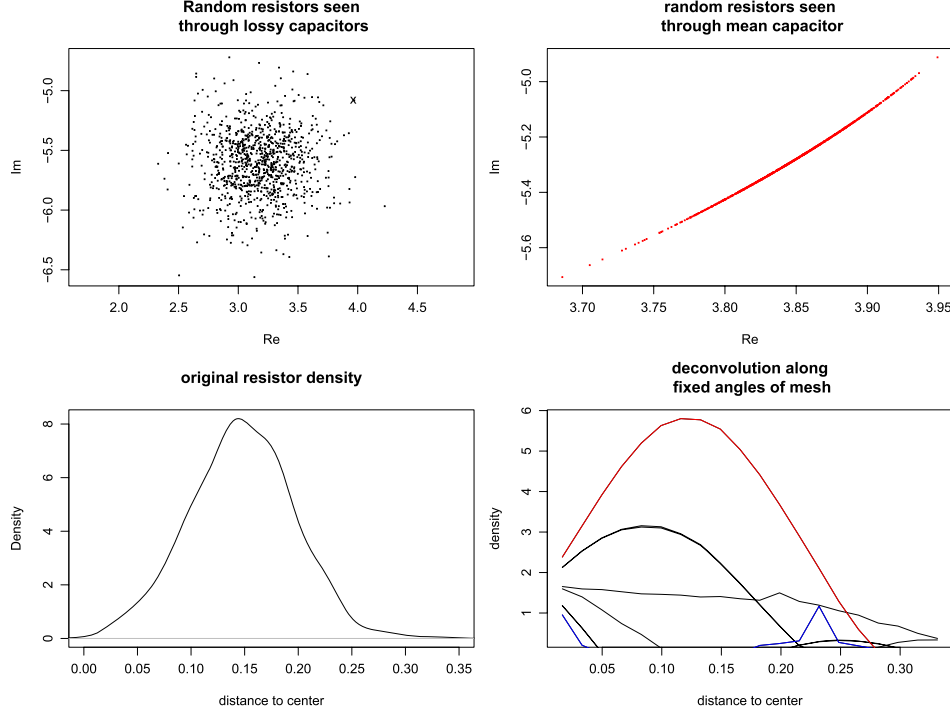 Random resistors seen
through lossy capacitors
Im
−5.0
−5.5
−6.0
−6.5
2.0 2.5 3.0 3.5 4.0 4.5
Re
x
random resistors seen
through mean capacitor
Im
−5.0
−5.2
−5.4
−5.6
3.70 3.75 3.80 3.85 3.90 3.95
Re
original resistor density
Density
8
6
4
2
0
0.00 0.05 0.10 0.15 0.20 0.25 0.30 0.35
distance to center
deconvolution along
fixed angles of mesh
density
6
5
4
3
2
1
0.05 0.10 0.15 0.20 0.25 0.30
distance to center